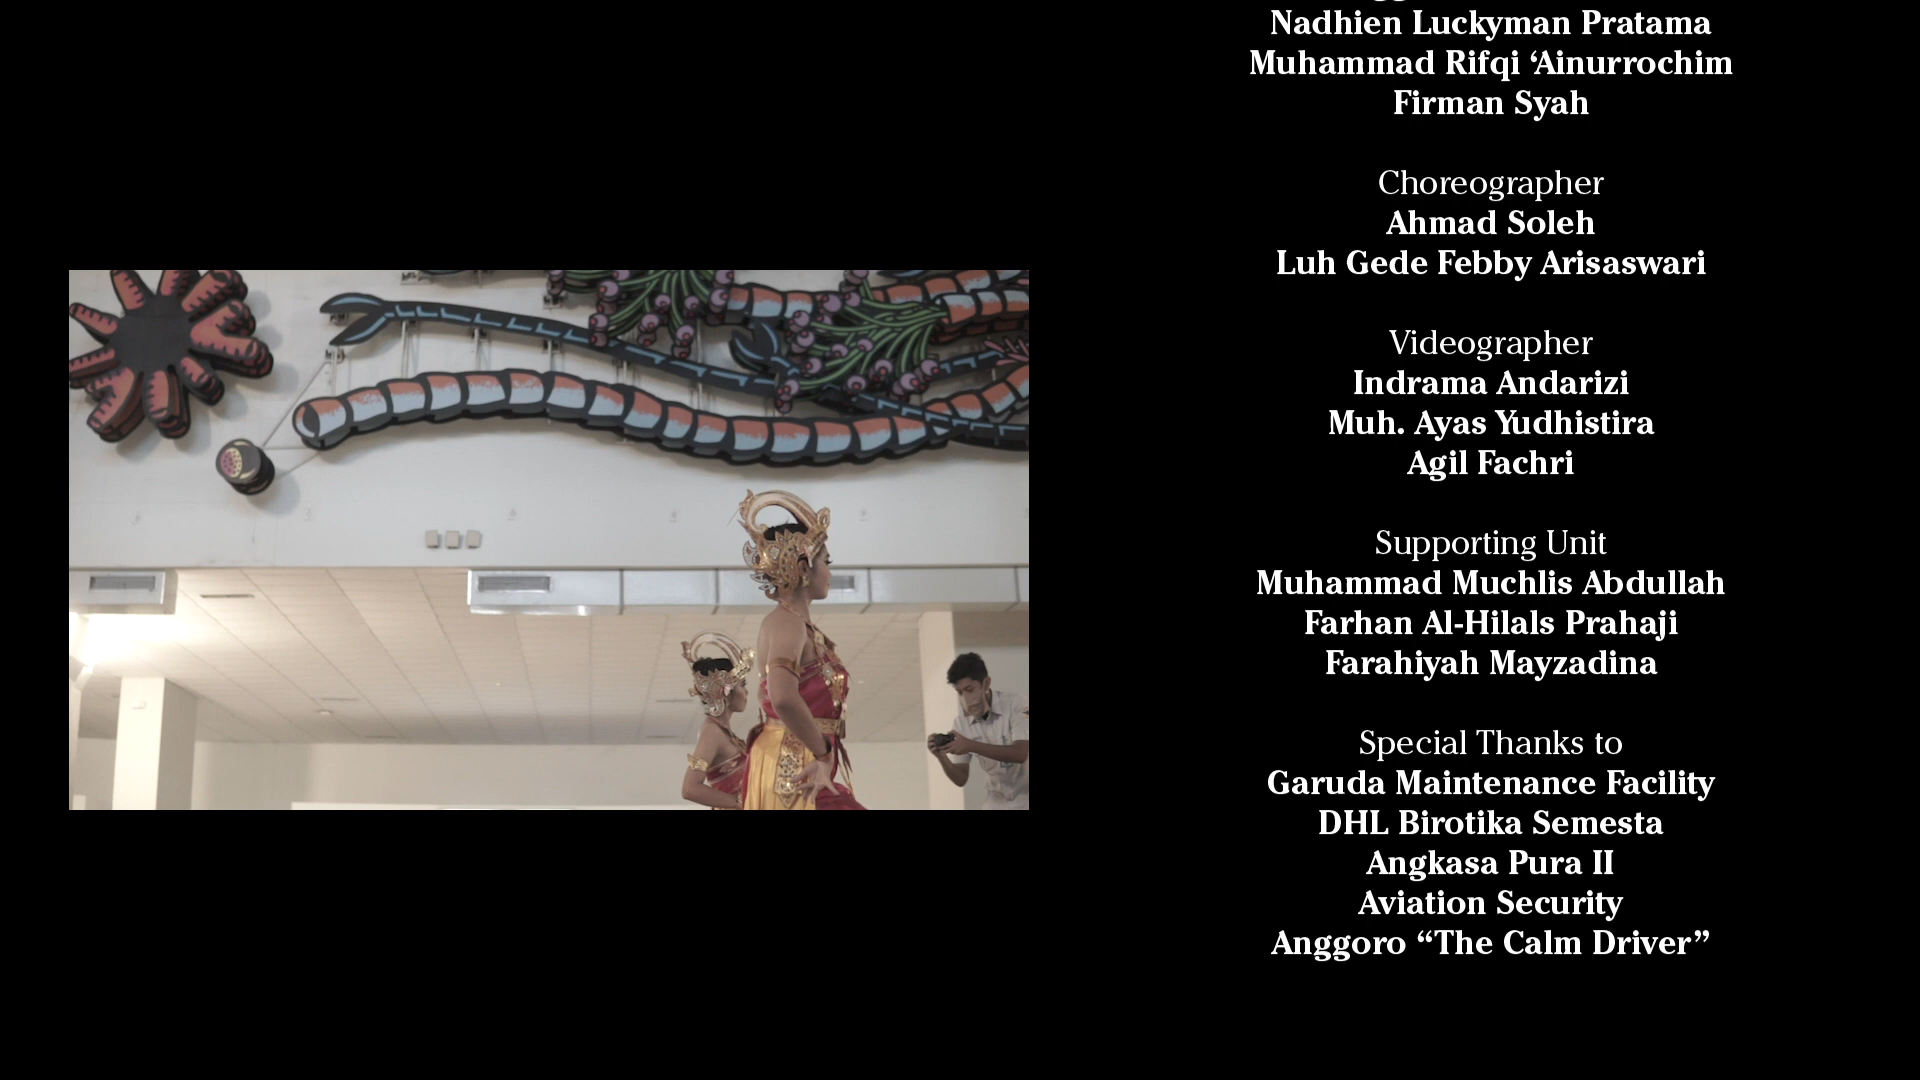 Nadhien Luckyman Pratama
Muhammad Rifqi ‘Ainurrochim
Firman Syah
Choreographer
Ahmad Soleh
Luh Gede Febby Arisaswari
Videographer
Indrama Andarizi
Muh. Ayas Yudhistira
Agil Fachri
Supporting Unit
Muhammad Muchlis Abdullah
Farhan Al-Hilals Prahaji
Farahiyah Mayzadina
Special Thanks to
Garuda Maintenance Facility
DHL Birotika Semesta
Angkasa Pura II
Aviation Security
Anggoro “The Calm Driver”